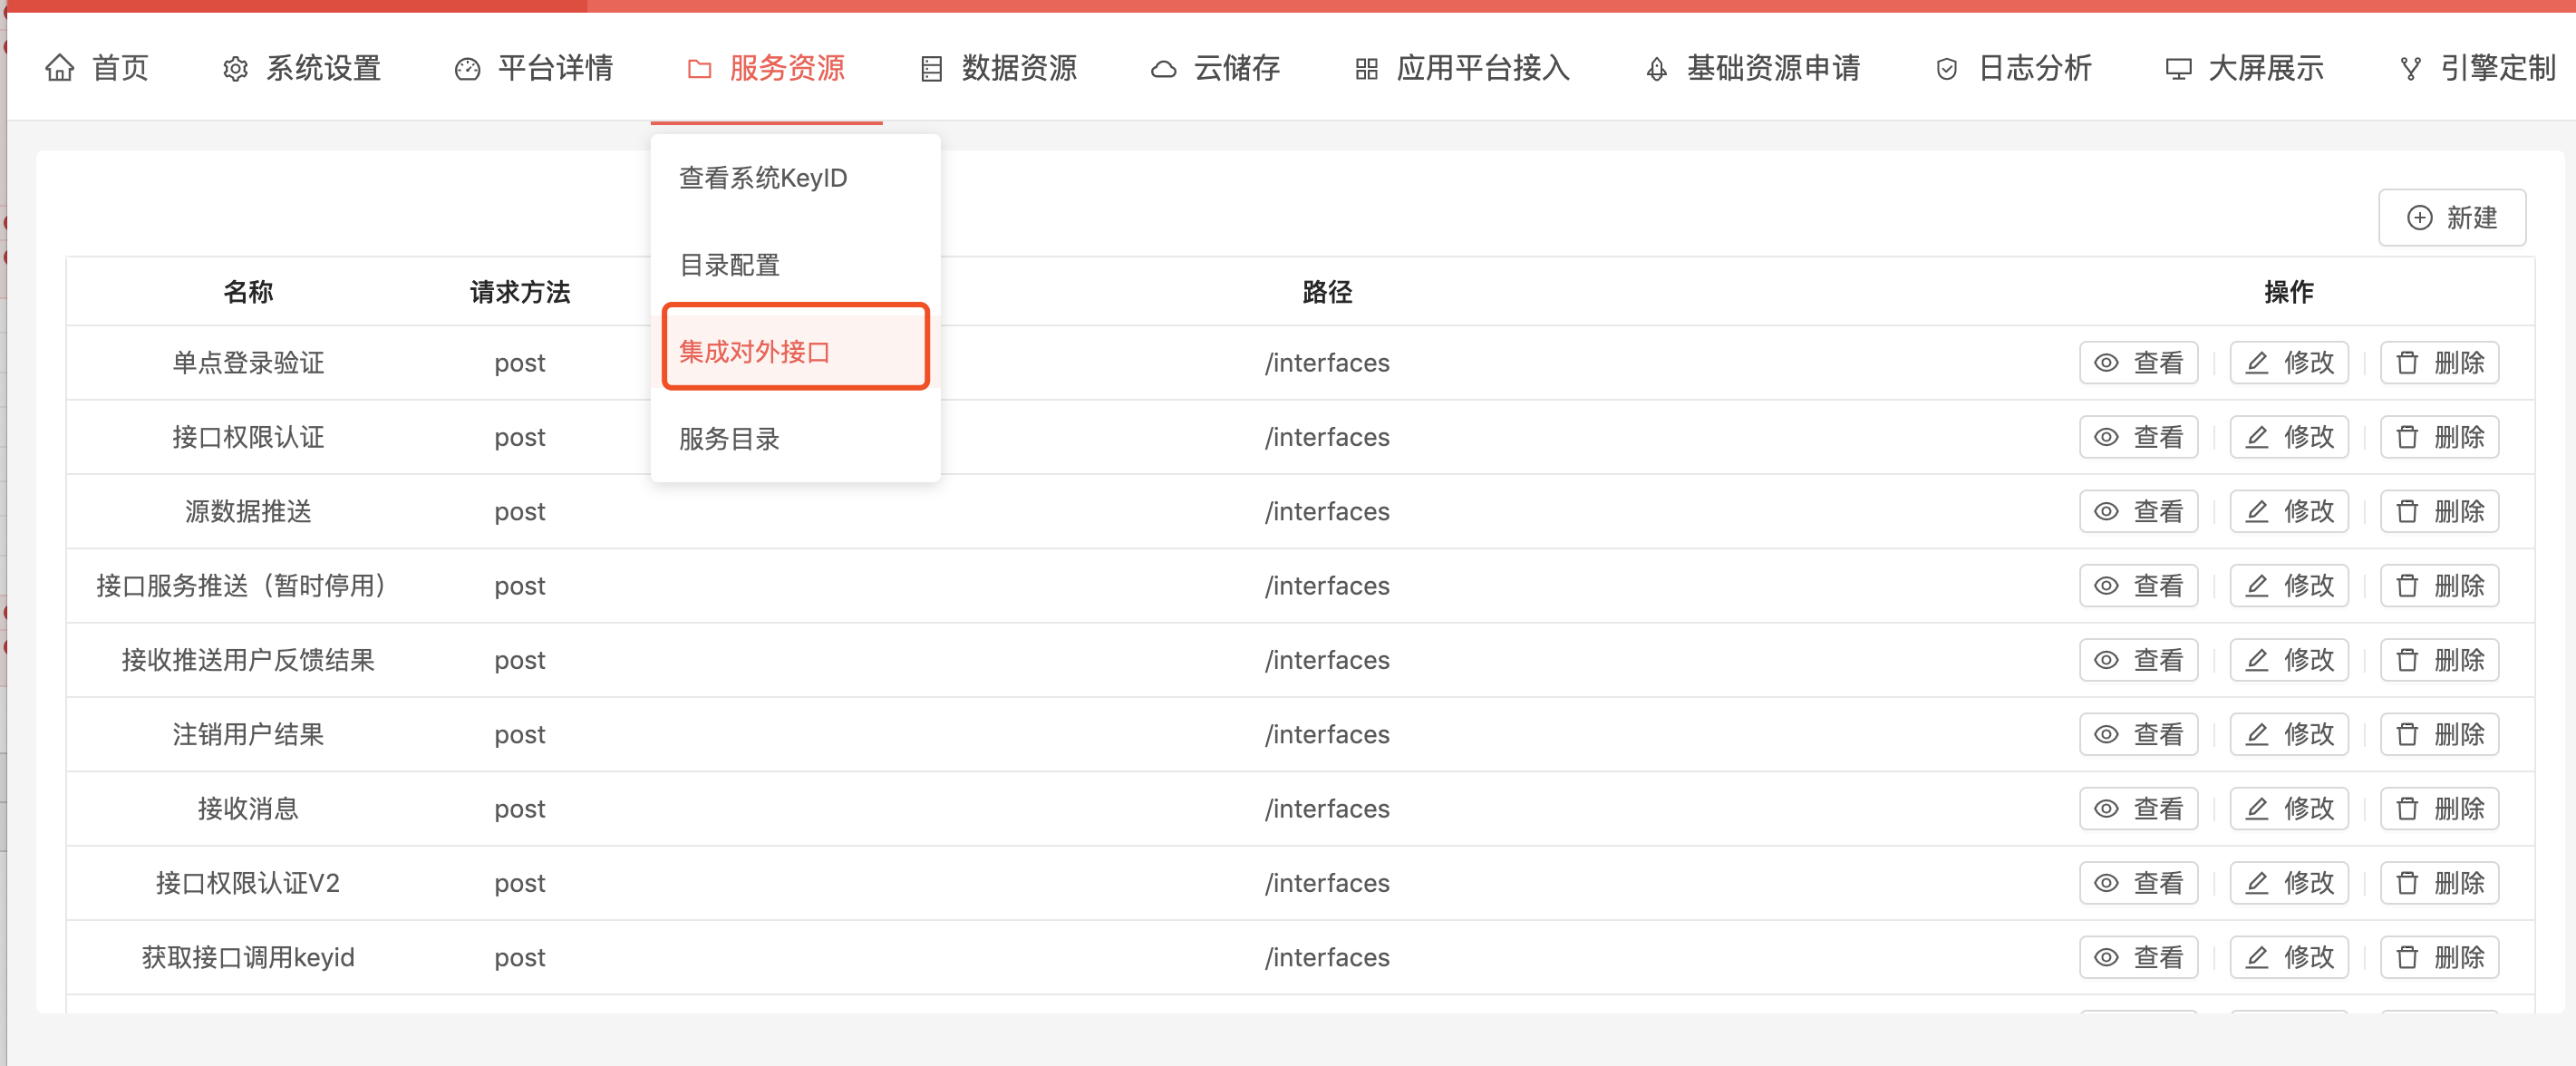 首页 系统设置 平台详情 服务资源 数据资源 云储存 应用平台接入 基础资源申请 日志分析 大屏展示 引擎定制
查看系统KeyID
目录配置
集成对外接口
服务目录
新建
名称 请求方法 路径 操作
单点登录验证 post /interfaces 查看 修改 删除
接口权限认证 post /interfaces 查看 修改 删除
源数据推送 post /interfaces 查看 修改 删除
接口服务推送（暂时停用） post /interfaces 查看 修改 删除
接收推送用户反馈结果 post /interfaces 查看 修改 删除
注销用户结果 post /interfaces 查看 修改 删除
接收消息 post /interfaces 查看 修改 删除
接口权限认证V2 post /interfaces 查看 修改 删除
获取接口调用keyid post /interfaces 查看 修改 删除